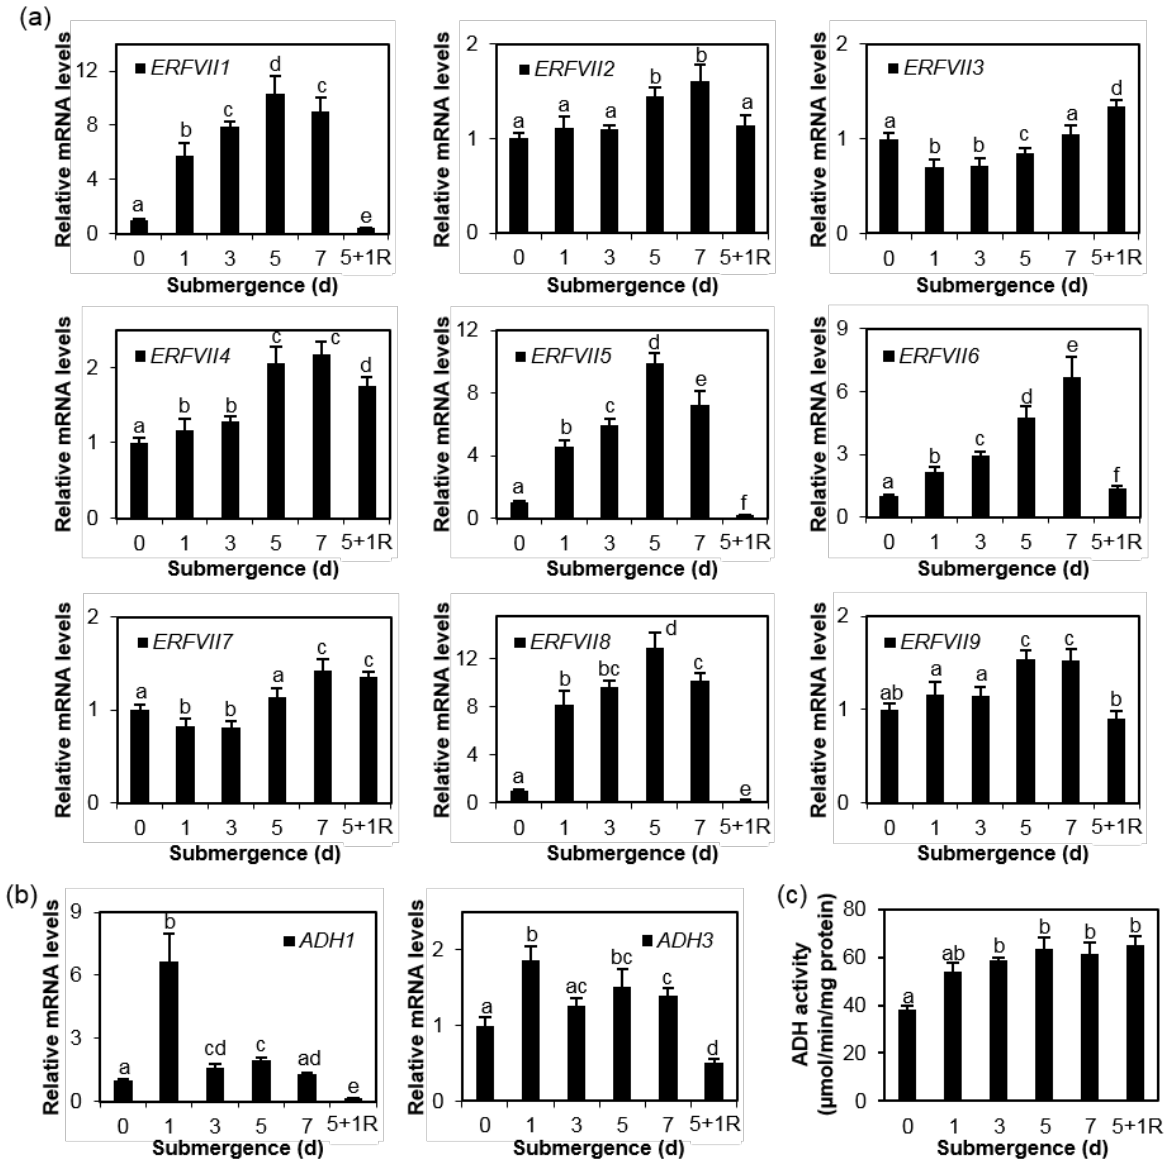 (a)
Relative mRNA levels
12
8
4
0
ERFVII1
a
b
c
d
c
e
0 1 3 5 7 5+1R
Submergence (d)
Relative mRNA levels
2
1
0
ERFVII2
a
a
a
b
b
a
0 1 3 5 7 5+1R
Submergence (d)
Relative mRNA levels
2
1
0
ERFVII3
a
b
b
c
a
d
0 1 3 5 7 5+1R
Submergence (d)
Relative mRNA levels
2
1
0
ERFVII4
a
b
b
c
c
d
0 1 3 5 7 5+1R
Submergence (d)
Relative mRNA levels
12
8
4
0
ERFVII5
a
b
c
d
e
f
0 1 3 5 7 5+1R
Submergence (d)
Relative mRNA levels
9
6
3
0
ERFVII6
a
b
c
d
e
f
0 1 3 5 7 5+1R
Submergence (d)
Relative mRNA levels
2
1
0
ERFVII7
a
b
b
a
c
c
0 1 3 5 7 5+1R
Submergence (d)
Relative mRNA levels
12
8
4
0
ERFVII8
a
b
bc
d
c
e
0 1 3 5 7 5+1R
Submergence (d)
Relative mRNA levels
2
1
0
ERFVII9
ab
a
a
c
c
b
0 1 3 5 7 5+1R
Submergence (d)
(b)
Relative mRNA levels
9
6
3
0
ADH1
a
b
cd
c
ad
e
0 1 3 5 7 5+1R
Submergence (d)
Relative mRNA levels
2
1
0
ADH3
a
b
ac
bc
c
d
0 1 3 5 7 5+1R
Submergence (d)
(c)
ADH activity
(μmol/min/mg protein)
80
60
40
20
0
a
ab
b
b
b
b
0 1 3 5 7 5+1R
Submergence (d)